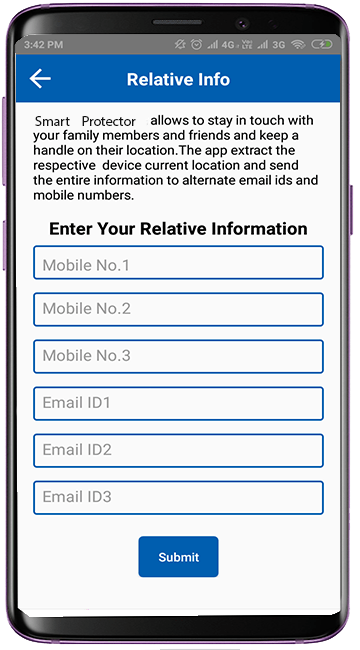 3:42 PM 4G VoLTE 3G
Relative Info
Smart Protector allows to stay in touch with
your family members and friends and keep a
handle on their location.The app extract the
respective device current location and send
the entire information to alternate email ids and
mobile numbers.
Enter Your Relative Information
Mobile No.1
Mobile No.2
Mobile No.3
Email ID1
Email ID2
Email ID3
Submit